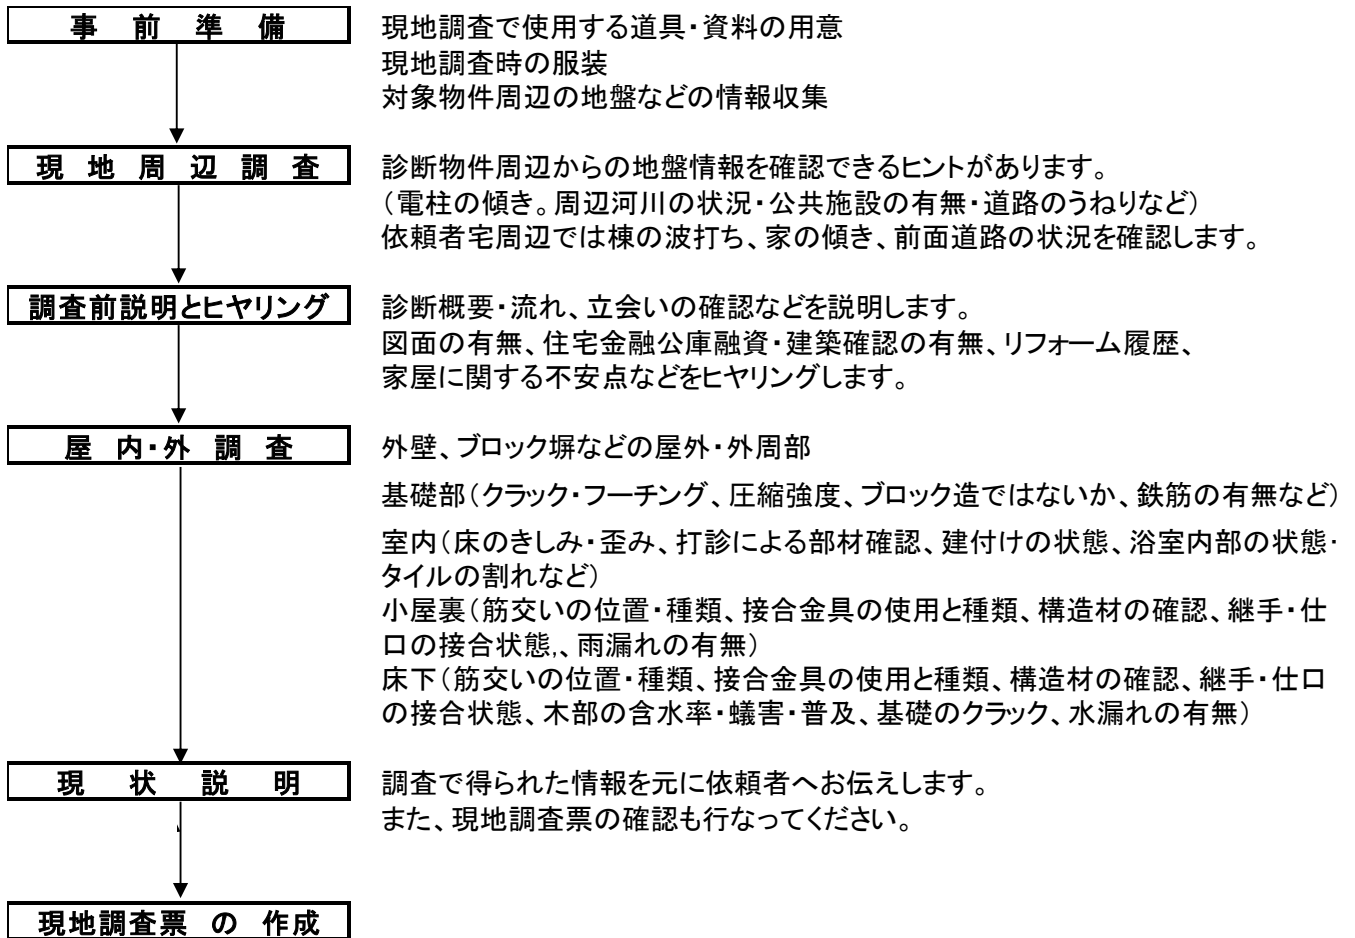 事 前 準 備
現地調査で使用する道具・資料の用意
現地調査時の服装
対象物件周辺の地盤などの情報収集
現 地 周 辺 調 査
診断物件周辺からの地盤情報を確認できるヒントがあります。
（電柱の傾き。周辺河川の状況・公共施設の有無・道路のうねりなど）
依頼者宅周辺では棟の波打ち、家の傾き、前面道路の状況を確認します。
調査前説明とヒヤリング
診断概要・流れ、立会いの確認などを説明します。
図面の有無、住宅金融公庫融資・建築確認の有無、リフォーム履歴、
家屋に関する不安点などをヒヤリングします。
屋 内・外 調 査
外壁、ブロック塀などの屋外・外周部
基礎部（クラック・フーチング、圧縮強度、ブロック造ではないか、鉄筋の有無など）
室内（床のきしみ・歪み、打診による部材確認、建付けの状態、浴室内部の状態・
タイルの割れなど）
小屋裏（筋交いの位置・種類、接合金具の使用と種類、構造材の確認、継手・仕
口の接合状態,、雨漏れの有無）
床下（筋交いの位置・種類、接合金具の使用と種類、構造材の確認、継手・仕口
の接合状態、木部の含水率・蟻害・普及、基礎のクラック、水漏れの有無）
現 状 説 明
調査で得られた情報を元に依頼者へお伝えします。
また、現地調査票の確認も行なってください。
現地調査票 の 作成